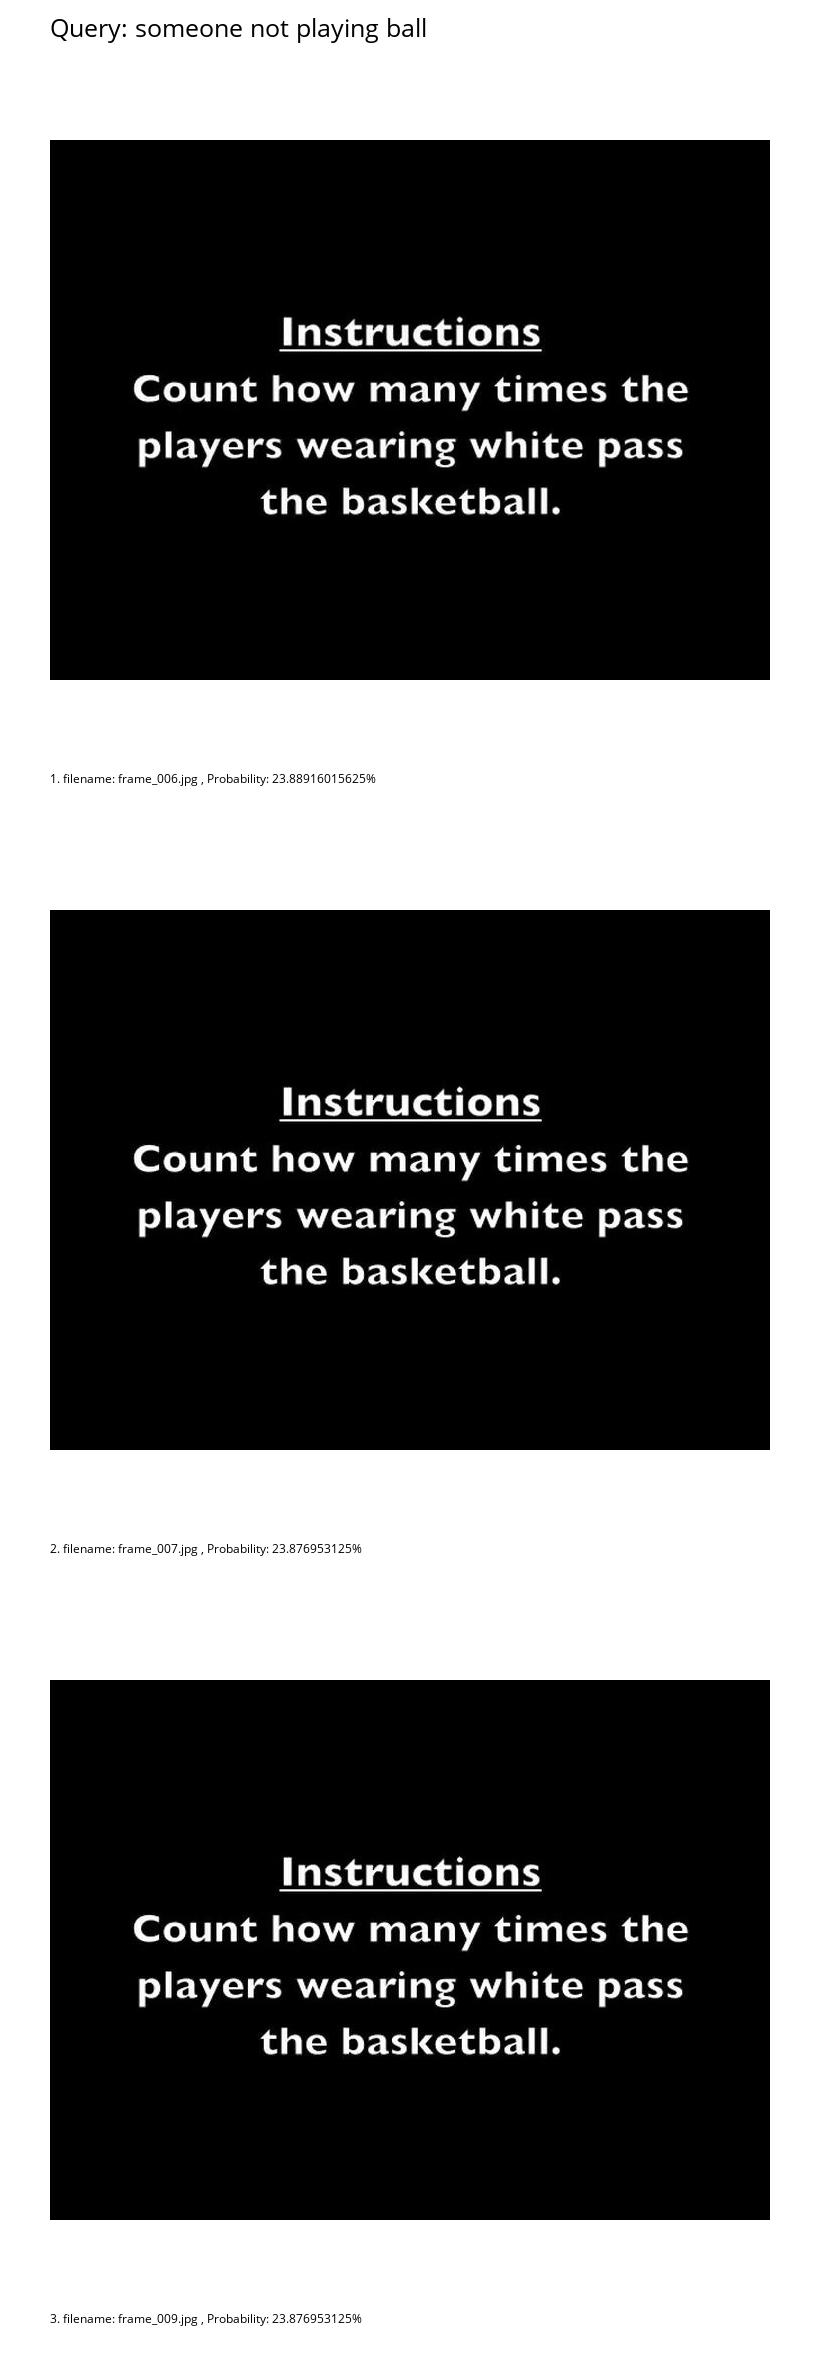 Query: someone not playing ball
Instructions
Count how many times the
players wearing white pass
the basketball.
1. filename: frame_006.jpg , Probability: 23.88916015625%
Instructions
Count how many times the
players wearing white pass
the basketball.
2. filename: frame_007.jpg , Probability: 23.876953125%
Instructions
Count how many times the
players wearing white pass
the basketball.
3. filename: frame_009.jpg , Probability: 23.876953125%